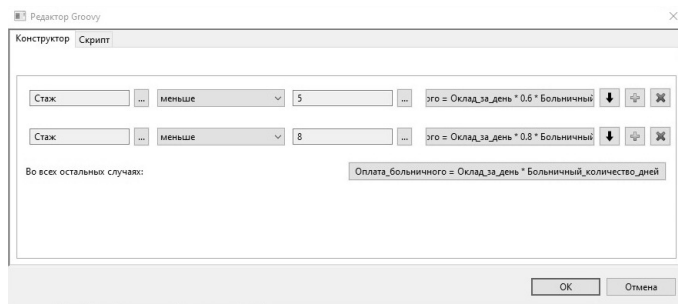 Редактор Groovy
Конструктор Скрипт
Стаж ... меньше 5 ... ого = Оклад_за_день * 0.6 * Больничный
Стаж ... меньше 8 ... ого = Оклад_за_день * 0.8 * Больничный
Во всех остальных случаях: Оплата_больничного = Оклад_за_день * Больничный_количество_дней
ОК Отмена